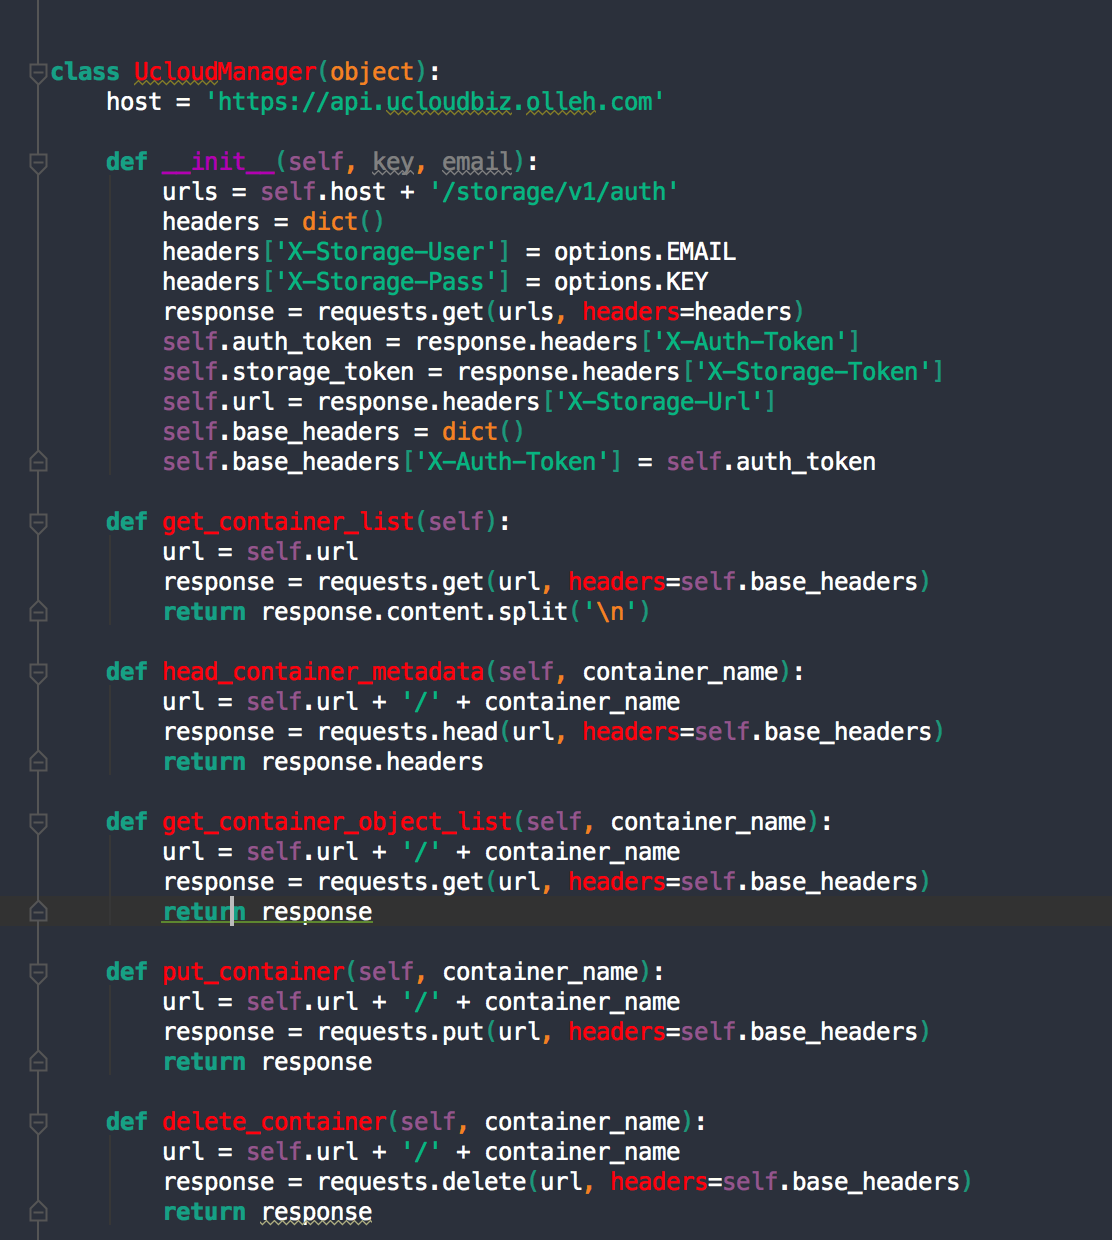 class UcloudManager(object):
    host = 'https://api.ucloudbiz.olleh.com'

    def __init__(self, key, email):
        urls = self.host + '/storage/v1/auth'
        headers = dict()
        headers['X-Storage-User'] = options.EMAIL
        headers['X-Storage-Pass'] = options.KEY
        response = requests.get(urls, headers=headers)
        self.auth_token = response.headers['X-Auth-Token']
        self.storage_token = response.headers['X-Storage-Token']
        self.url = response.headers['X-Storage-Url']
        self.base_headers = dict()
        self.base_headers['X-Auth-Token'] = self.auth_token

    def get_container_list(self):
        url = self.url
        response = requests.get(url, headers=self.base_headers)
        return response.content.split('\n')

    def head_container_metadata(self, container_name):
        url = self.url + '/' + container_name
        response = requests.head(url, headers=self.base_headers)
        return response.headers

    def get_container_object_list(self, container_name):
        url = self.url + '/' + container_name
        response = requests.get(url, headers=self.base_headers)
        return response

    def put_container(self, container_name):
        url = self.url + '/' + container_name
        response = requests.put(url, headers=self.base_headers)
        return response

    def delete_container(self, container_name):
        url = self.url + '/' + container_name
        response = requests.delete(url, headers=self.base_headers)
        return response